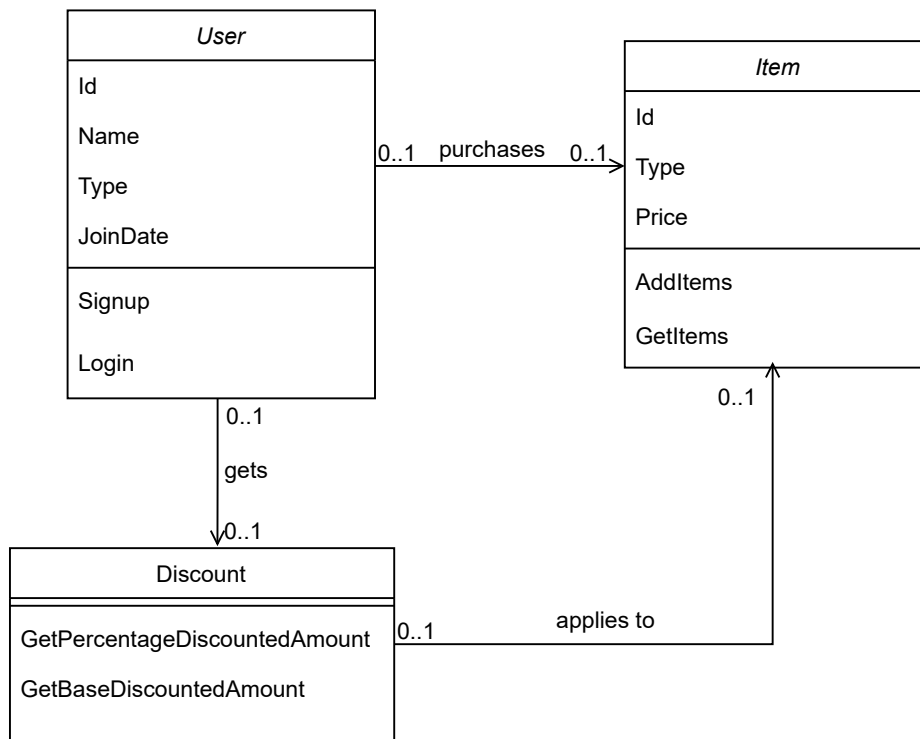 User
Id
Name
Type
JoinDate
Signup
Login
0..1 purchases 0..1
Item
Id
Type
Price
AddItems
GetItems
0..1
0..1
gets
0..1
Discount
GetPercentageDiscountedAmount
GetBaseDiscountedAmount
0..1
applies to